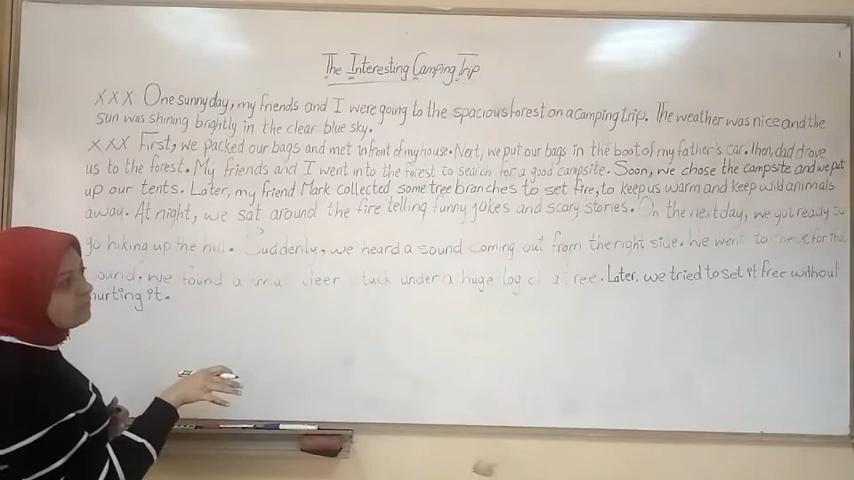 The Interesting Camping Trip
xxx One sunny day, my friends and I were going to the spacious forest on a camping trip. The weather was nice and the
sun was shining brightly in the clear blue sky.
xxx First, we packed our bags and met in front of my house. Next, we put our bags in the boot of my father's car. Then, dad drove
us to the forest. My friends and I went into the forest to search for a good campsite. Soon, we chose the campsite and we put
up our tents. Later, my friend Mark collected some tree branches to set fire, to keep us warm and keep wild animals
away. At night, we sat around the fire telling funny jokes and scary stories. On the next day, we got ready to
go hiking up the hill. Suddenly, we heard a sound coming out from the right side. We went to for the
we found a deer stuck under a huge log tree. Later, we tried to set it free without
hurting it.